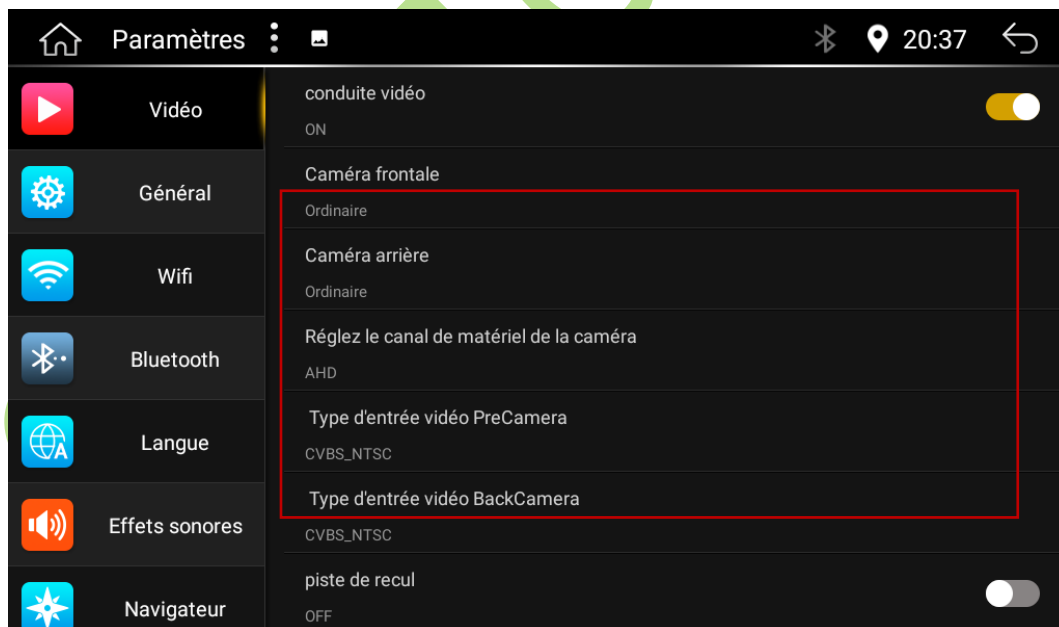 Paramètres
20:37
Vidéo
Général
Wifi
Bluetooth
Langue
Effets sonores
Navigateur
conduite vidéo
ON
Caméra frontale
Ordinaire
Caméra arrière
Ordinaire
Réglez le canal de matériel de la caméra
AHD
Type d'entrée vidéo PreCamera
CVBS_NTSC
Type d'entrée vidéo BackCamera
CVBS_NTSC
piste de recul
OFF